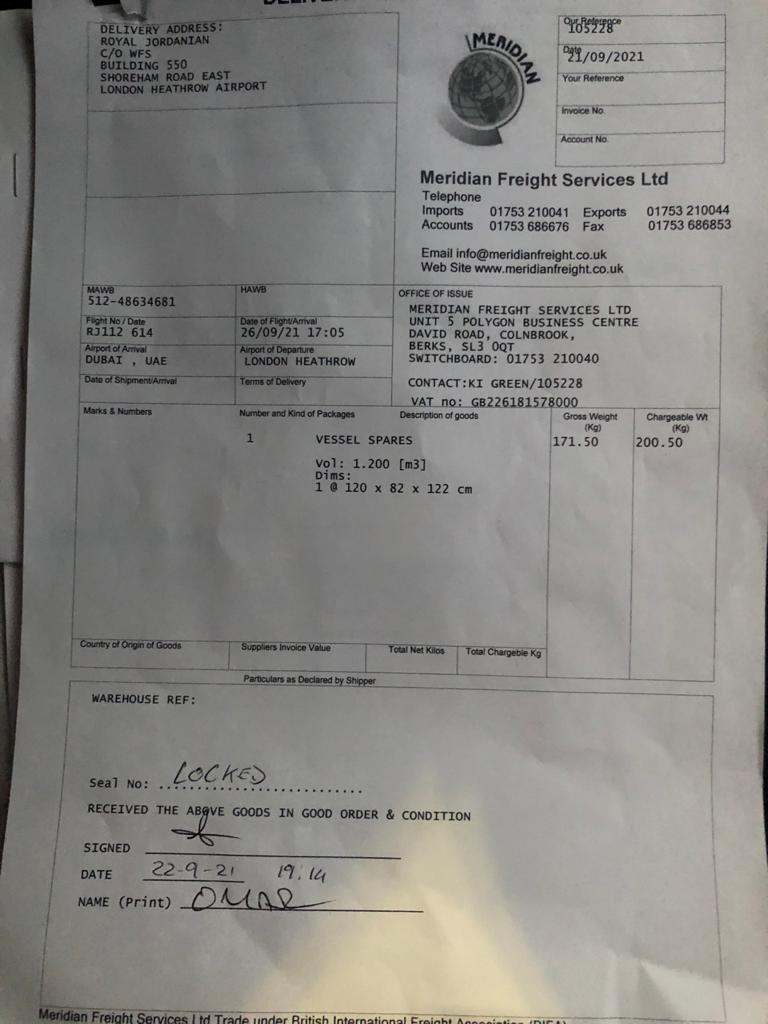 DELIVERY ADDRESS:
ROYAL JORDANIAN
C/O WFS
BUILDING 550
SHOREHAM ROAD EAST
LONDON HEATHROW AIRPORT
MERIDIAN
Our Reference
105228
Date
21/09/2021
Your Reference
Invoice No.
Account No.
Meridian Freight Services Ltd
Telephone
Imports 01753 210041 Exports 01753 210044
Accounts 01753 686676 Fax 01753 686853
Email info@meridianfreight.co.uk
Web Site www.meridianfreight.co.uk
MAWB HAWB
512-48634681
Flight No / Date Date of Flight/Arrival
RJ112 614 26/09/21 17:05
Airport of Arrival Airport of Departure
DUBAI , UAE LONDON HEATHROW
Date of Shipment/Arrival Terms of Delivery
OFFICE OF ISSUE
MERIDIAN FREIGHT SERVICES LTD
UNIT 5 POLYGON BUSINESS CENTRE
DAVID ROAD, COLNBROOK,
BERKS, SL3 0QT
SWITCHBOARD: 01753 210040
CONTACT:KI GREEN/105228
VAT no: GB226181578000
Marks & Numbers Number and Kind of Packages Description of goods Gross Weight (Kg) Chargeable Wt (Kg)
1 VESSEL SPARES 171.50 200.50
Vol: 1.200 [m3]
Dims:
1 @ 120 x 82 x 122 cm
Country of Origin of Goods Suppliers Invoice Value Total Net Kilos Total Chargeble Kg
Particulars as Declared by Shipper
WAREHOUSE REF:
Seal No: LOCKED
RECEIVED THE ABOVE GOODS IN GOOD ORDER & CONDITION
SIGNED
DATE 22-9-21 19:14
NAME (Print) OMAR
Meridian Freight Services Ltd Trade under British International Freight Association (BIFA)